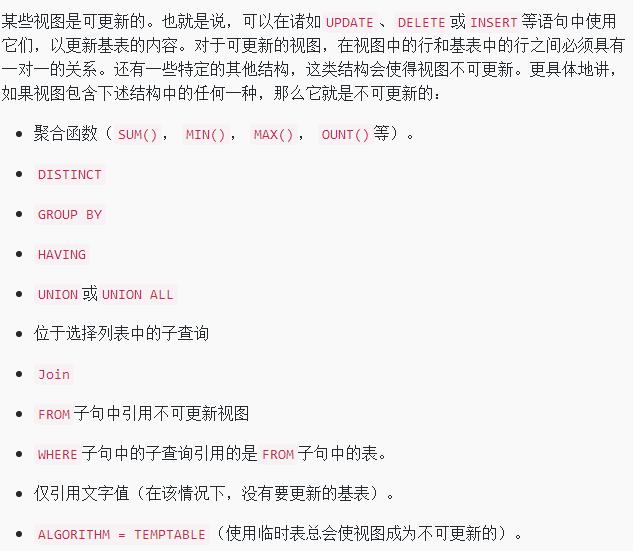 某些视图是可更新的。也就是说，可以在诸如 UPDATE 、 DELETE 或 INSERT 等语句中使用
它们，以更新基表的内容。对于可更新的视图，在视图中的行和基表中的行之间必须具有
一对一的关系。还有一些特定的其他结构，这类结构会使得视图不可更新。更具体地讲，
如果视图包含下述结构中的任何一种，那么它就是不可更新的：
• 聚合函数（ SUM() ， MIN() ， MAX() ， OUNT() 等）。
• DISTINCT
• GROUP BY
• HAVING
• UNION 或 UNION ALL
• 位于选择列表中的子查询
• Join
• FROM 子句中引用不可更新视图
• WHERE 子句中的子查询引用的是 FROM 子句中的表。
• 仅引用文字值（在该情况下，没有要更新的基表）。
• ALGORITHM = TEMPTABLE （使用临时表总会使视图成为不可更新的）。